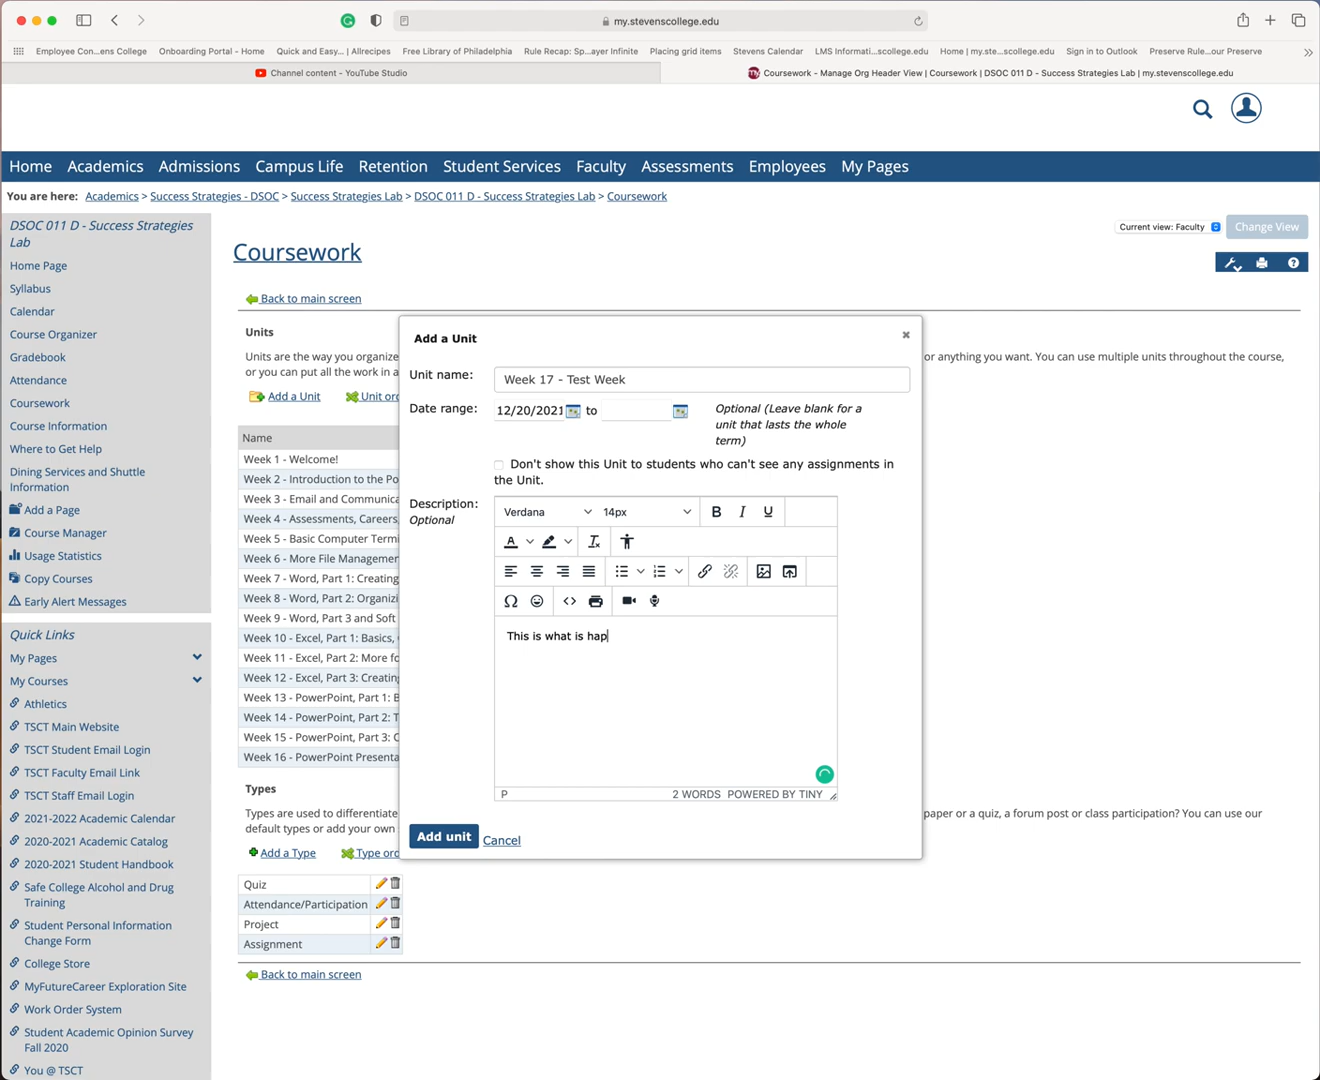 my.stevenscollege.edu
Employee Con...ens College
Onboarding Portal - Home
Quick and Easy... | Allrecipes
Free Library of Philadelphia
Rule Recap: Sp...ayer Infinite
Placing grid items
Stevens Calendar
LMS Informati...scollege.edu
Home | my.ste...scollege.edu
Sign in to Outlook
Preserve Rule...our Preserve
Channel content - YouTube Studio
Coursework - Manage Org Header View | Coursework | DSOC 011 D - Success Strategies Lab | my.stevenscollege.edu
Home Academics Admissions Campus Life Retention Student Services Faculty Assessments Employees My Pages
You are here: Academics > Success Strategies - DSOC > Success Strategies Lab > DSOC 011 D - Success Strategies Lab > Coursework
DSOC 011 D - Success Strategies
Lab
Home Page
Syllabus
Calendar
Course Organizer
Gradebook
Attendance
Coursework
Course Information
Where to Get Help
Dining Services and Shuttle
Information
Add a Page
Course Manager
Usage Statistics
Copy Courses
Early Alert Messages
Quick Links
My Pages
My Courses
Athletics
TSCT Main Website
TSCT Student Email Login
TSCT Faculty Email Link
TSCT Staff Email Login
2021-2022 Academic Calendar
2020-2021 Academic Catalog
2020-2021 Student Handbook
Safe College Alcohol and Drug
Training
Student Personal Information
Change Form
College Store
MyFutureCareer Exploration Site
Work Order System
Student Academic Opinion Survey
Fall 2020
You @ TSCT
Current view: Faculty
Change View
Coursework
Back to main screen
Units
Units are the way you organize
or anything you want. You can use multiple units throughout the course,
or you can put all the work in a
Add a Unit
Unit ord
Name
Week 1 - Welcome!
Week 2 - Introduction to the Po
Week 3 - Email and Communica
Week 4 - Assessments, Careers,
Week 5 - Basic Computer Termi
Week 6 - More File Managemer
Week 7 - Word, Part 1: Creating
Week 8 - Word, Part 2: Organizi
Week 9 - Word, Part 3 and Soft
Week 10 - Excel, Part 1: Basics,
Week 11 - Excel, Part 2: More fo
Week 12 - Excel, Part 3: Creating
Week 13 - PowerPoint, Part 1: B
Week 14 - PowerPoint, Part 2: T
Week 15 - PowerPoint, Part 3: C
Week 16 - PowerPoint Presenta
Types
Types are used to differentiate
paper or a quiz, a forum post or class participation? You can use our
default types or add your own
Add a Type
Type ord
Quiz
Attendance/Participation
Project
Assignment
Back to main screen
Add a Unit
Unit name:
Week 17 - Test Week
Date range:
12/20/2021 to
Optional (Leave blank for a
unit that lasts the whole
term)
Don't show this Unit to students who can't see any assignments in
the Unit.
Description:
Optional
Verdana
14px
B I U
This is what is hap
P
2 WORDS POWERED BY TINY
Add unit
Cancel